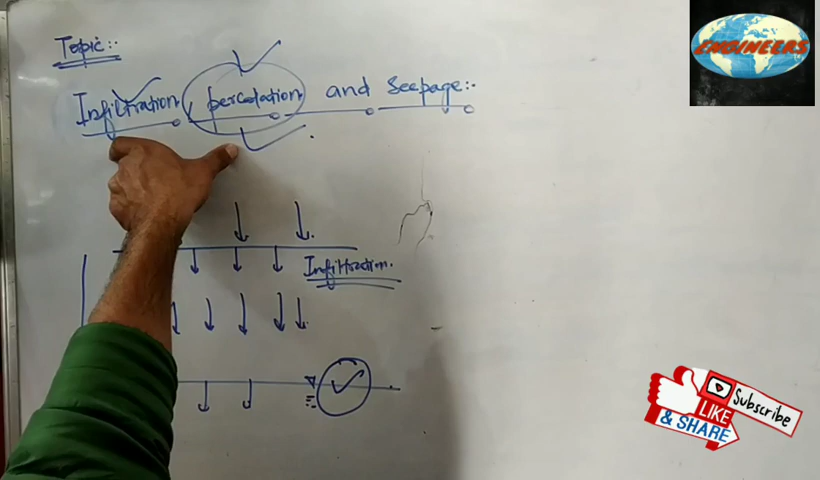 Topic:-
Infiltration percolation and Seepage:-
Infiltration.
ENGINEERS
LIKE
& SHARE
Subscribe